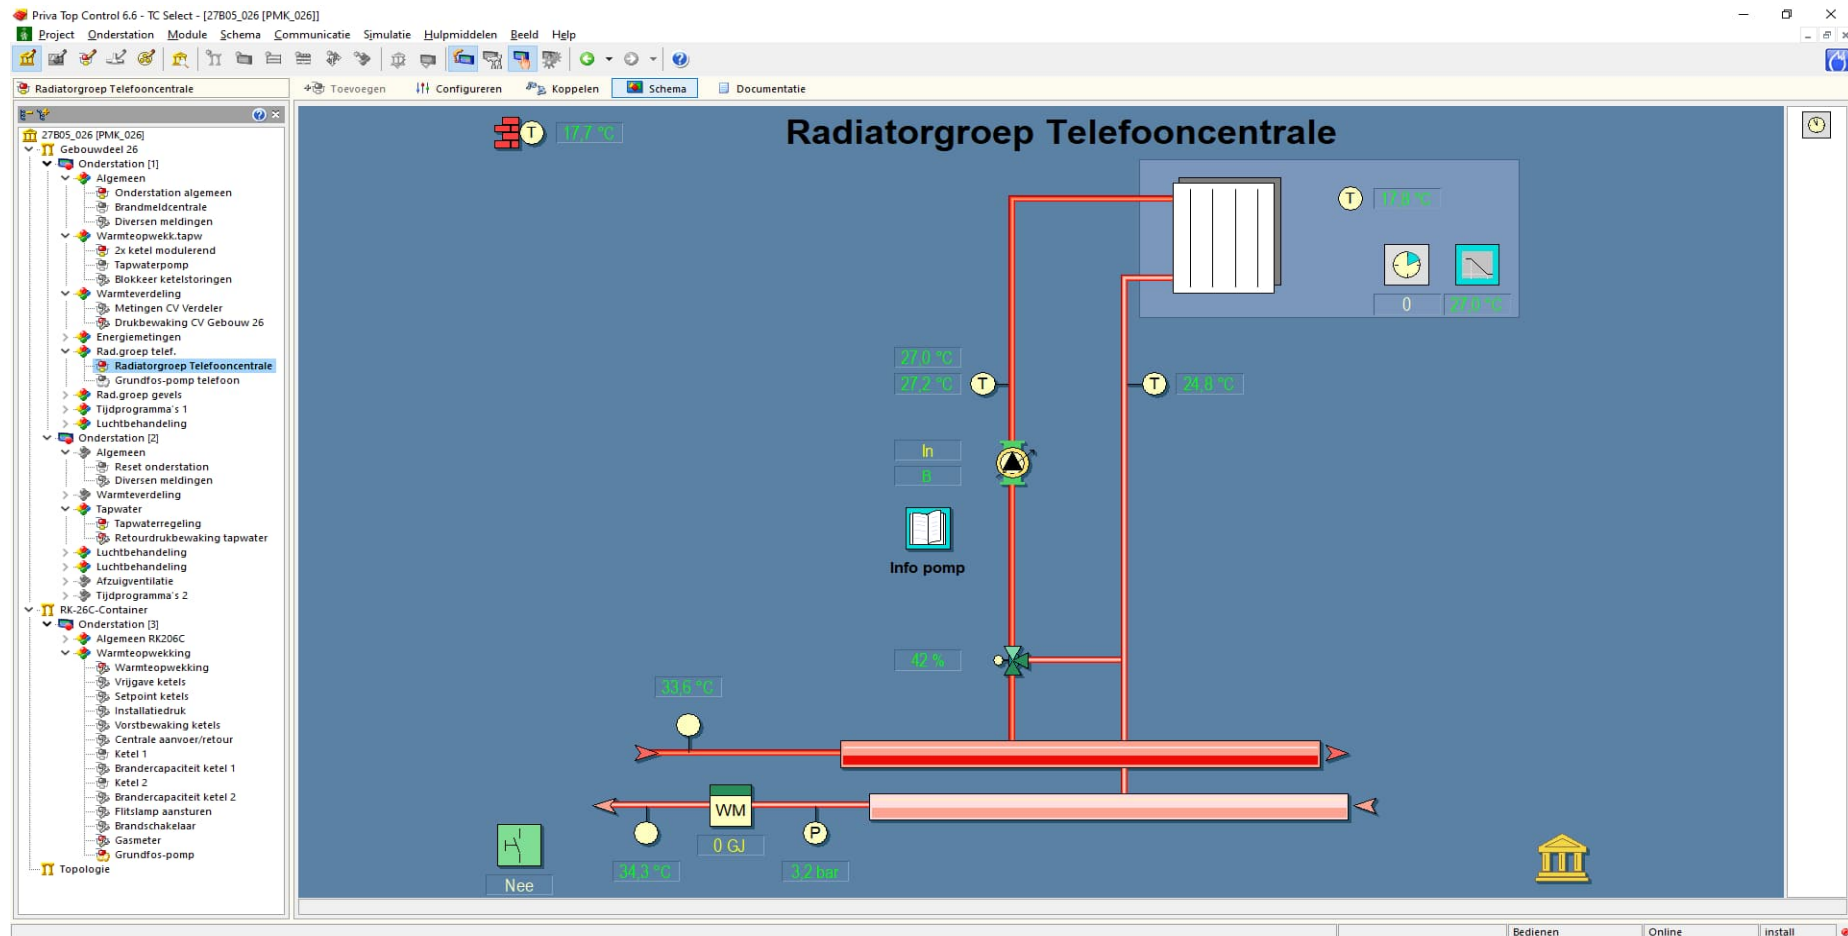 Priva Top Control 6.6 - TC Select - [27B05_026 [PMK_026]]
Project Onderstation Module Schema Communicatie Simulatie Hulpmiddelen Beeld Help
Radiatorgroep Telefooncentrale
Toevoegen Configureren Koppelen Schema Documentatie
27B05_026 [PMK_026]
Gebouwdeel 26
Onderstation [1]
Algemeen
Onderstation algemeen
Brandmeldcentrale
Diversen meldingen
Warmteopwekk.tapw
2x ketel modulerend
Tapwaterpomp
Blokkeer ketelstoringen
Warmteverdeling
Metingen CV Verdeler
Drukbewaking CV Gebouw 26
Energiemetingen
Rad.groep telef.
Radiatorgroep Telefooncentrale
Grundfos-pomp telefoon
Rad.groep gevels
Tijdprogramma's 1
Luchtbehandeling
Onderstation [2]
Algemeen
Reset onderstation
Diversen meldingen
Warmteverdeling
Tapwater
Tapwaterregeling
Retourdrukbewaking tapwater
Luchtbehandeling
Luchtbehandeling
Afzuigventilatie
Tijdprogramma's 2
RK-26C-Container
Onderstation [3]
Algemeen RK206C
Warmteopwekking
Warmteopwekking
Vrijgave ketels
Setpoint ketels
Installatiedruk
Vorstbewaking ketels
Centrale aanvoer/retour
Ketel 1
Brandercapaciteit ketel 1
Ketel 2
Brandercapaciteit ketel 2
Flitslamp aansturen
Brandschakelaar
Gasmeter
Grundfos-pomp
Topologie
T 17,7 °C
Radiatorgroep Telefooncentrale
T 17,8 °C
0 27,0 °C
27,0 °C
27,2 °C T
T 24,8 °C
In
B
Info pomp
42 %
33,6 °C
WM
P
0 GJ
34,3 °C
3,2 bar
Nee
Bedienen Online install